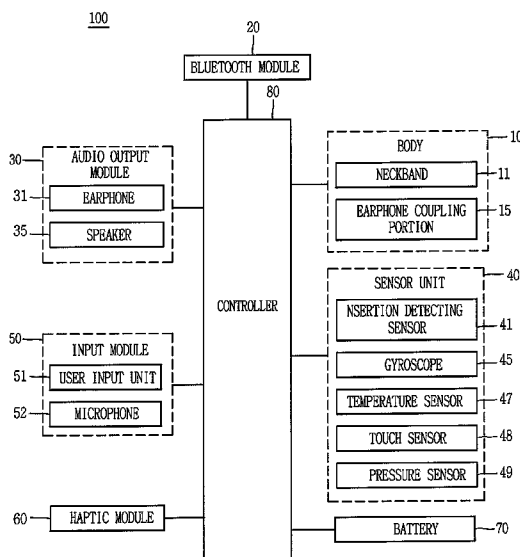 100
20
BLUETOOTH MODULE
80
30
AUDIO OUTPUT
MODULE
31
EARPHONE
35
SPEAKER
50
INPUT MODULE
51
USER INPUT UNIT
52
MICROPHONE
60
HAPTIC MODULE
CONTROLLER
10
BODY
NECKBAND
11
EARPHONE COUPLING
PORTION
15
SENSOR UNIT
40
NSERTION DETECTING
SENSOR
41
GYROSCOPE
45
TEMPERATURE SENSOR
47
TOUCH SENSOR
48
PRESSURE SENSOR
49
BATTERY
70